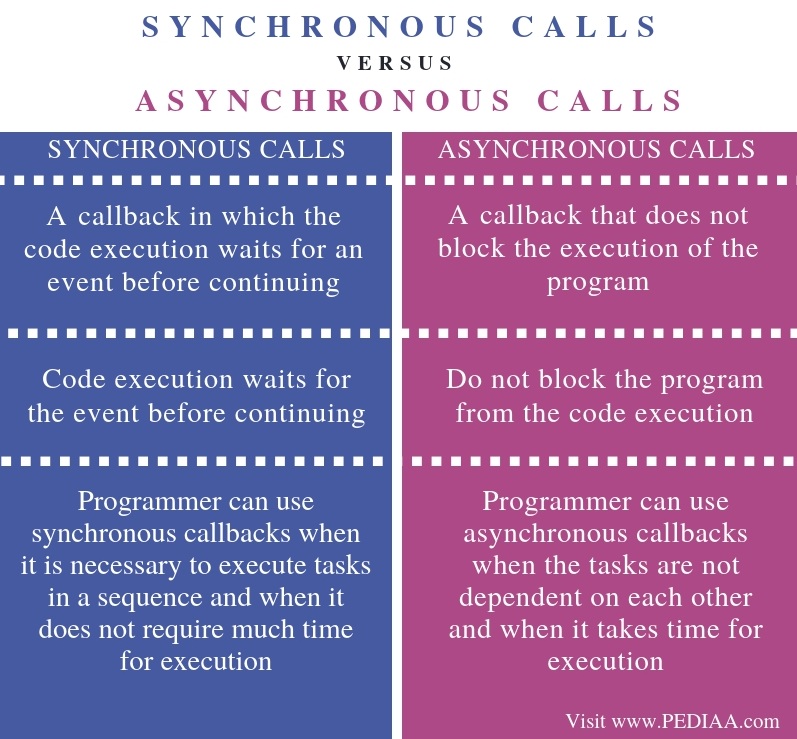 SYNCHRONOUS CALLS
VERSUS
ASYNCHRONOUS CALLS
SYNCHRONOUS CALLS
A callback in which the
code execution waits for an
event before continuing
Code execution waits for
the event before continuing
Programmer can use
synchronous callbacks when
it is necessary to execute tasks
in a sequence and when it
does not require much time
for execution
ASYNCHRONOUS CALLS
A callback that does not
block the execution of the
program
Do not block the program
from the code execution
Programmer can use
asynchronous callbacks
when the tasks are not
dependent on each other
and when it takes time for
execution
Visit www.PEDIAA.com